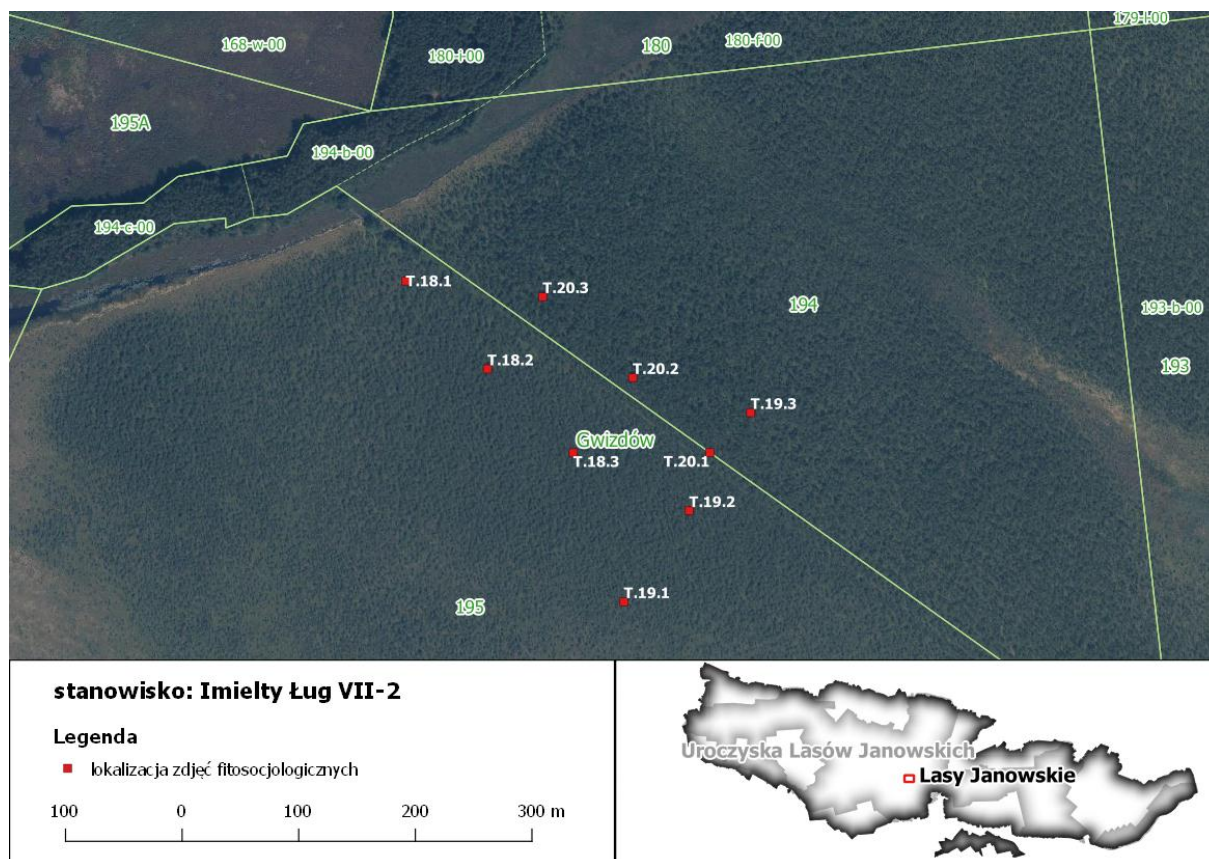 168-w-00
180-i-00
180
180-f-00
179-l-00
195A
194-b-00
194-c-00
193-b-00
194
193
T.18.1
T.20.3
T.18.2
T.20.2
T.19.3
Gwizdów
T.18.3
T.20.1
T.19.2
T.19.1
195
stanowisko: Imielty Ług VII-2
Legenda
lokalizacja zdjęć fitosocjologicznych
100 0 100 200 300 m
Uroczyska Lasów Janowskich
Lasy Janowskie